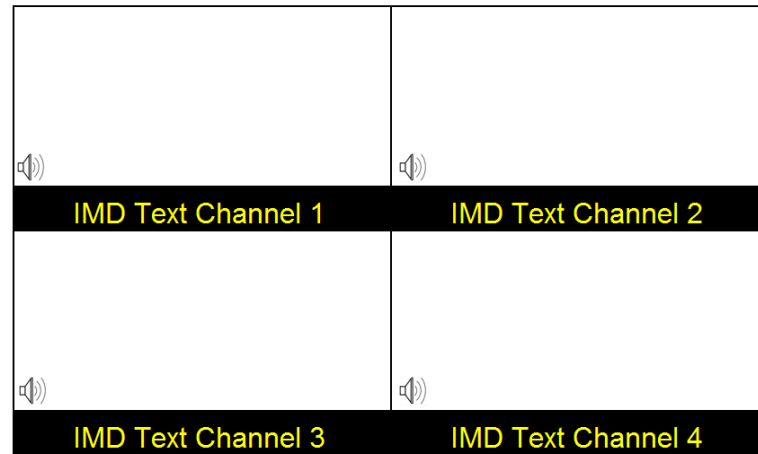 IMD Text Channel 1
IMD Text Channel 2
IMD Text Channel 3
IMD Text Channel 4